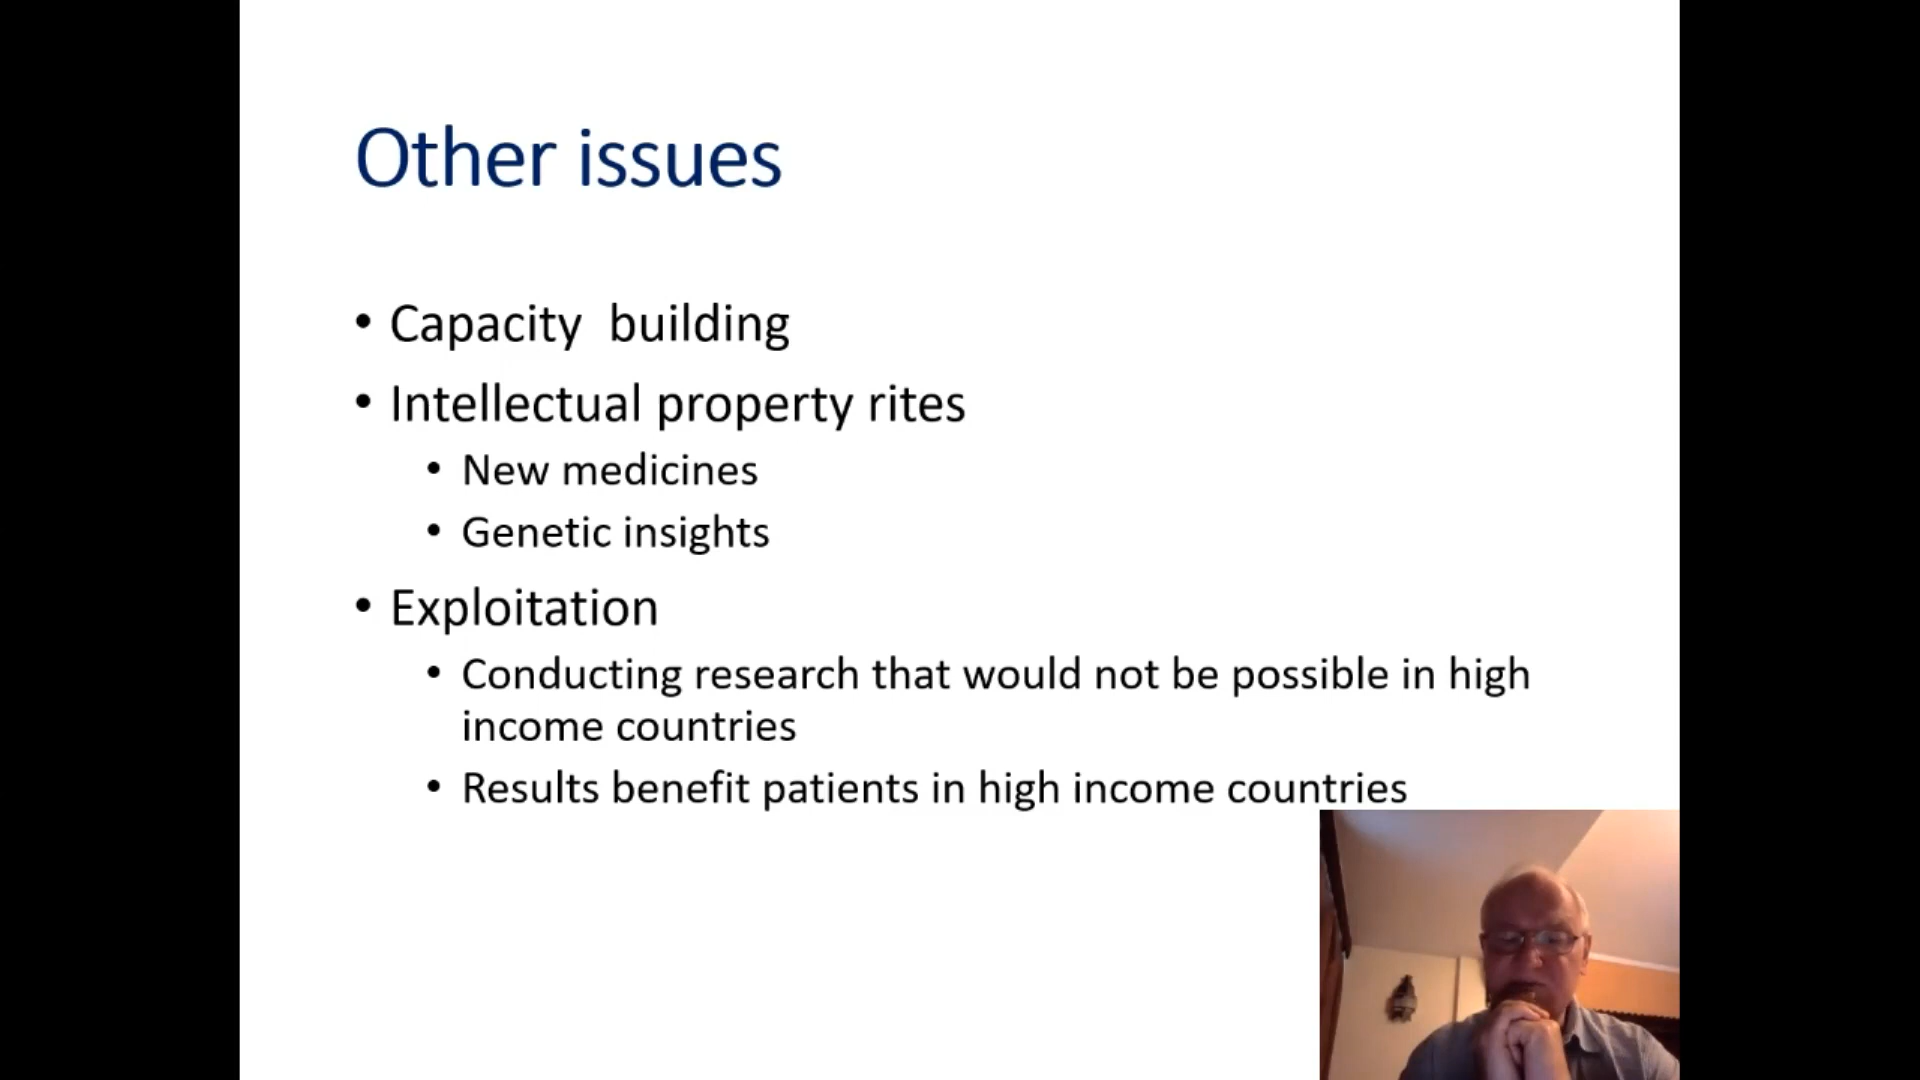 Other issues
• Capacity  building
• Intellectual property rites
• New medicines
• Genetic insights
• Exploitation
• Conducting research that would not be possible in high
income countries
• Results benefit patients in high income countries